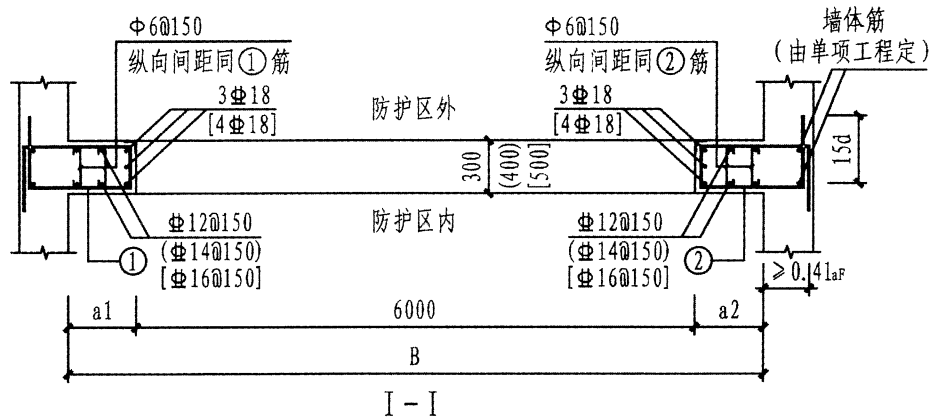 Φ6@150
纵向间距同①筋
3Φ18
[4Φ18]
防护区外
Φ6@150
纵向间距同②筋
3Φ18
[4Φ18]
墙体筋
(由单项工程定)
300
(400)
[500]
15d
防护区内
①
Φ12@150
(Φ14@150)
[Φ16@150]
Φ12@150
(Φ14@150)
[Φ16@150]
②
≥0.4laF
a1
6000
a2
B
I-I